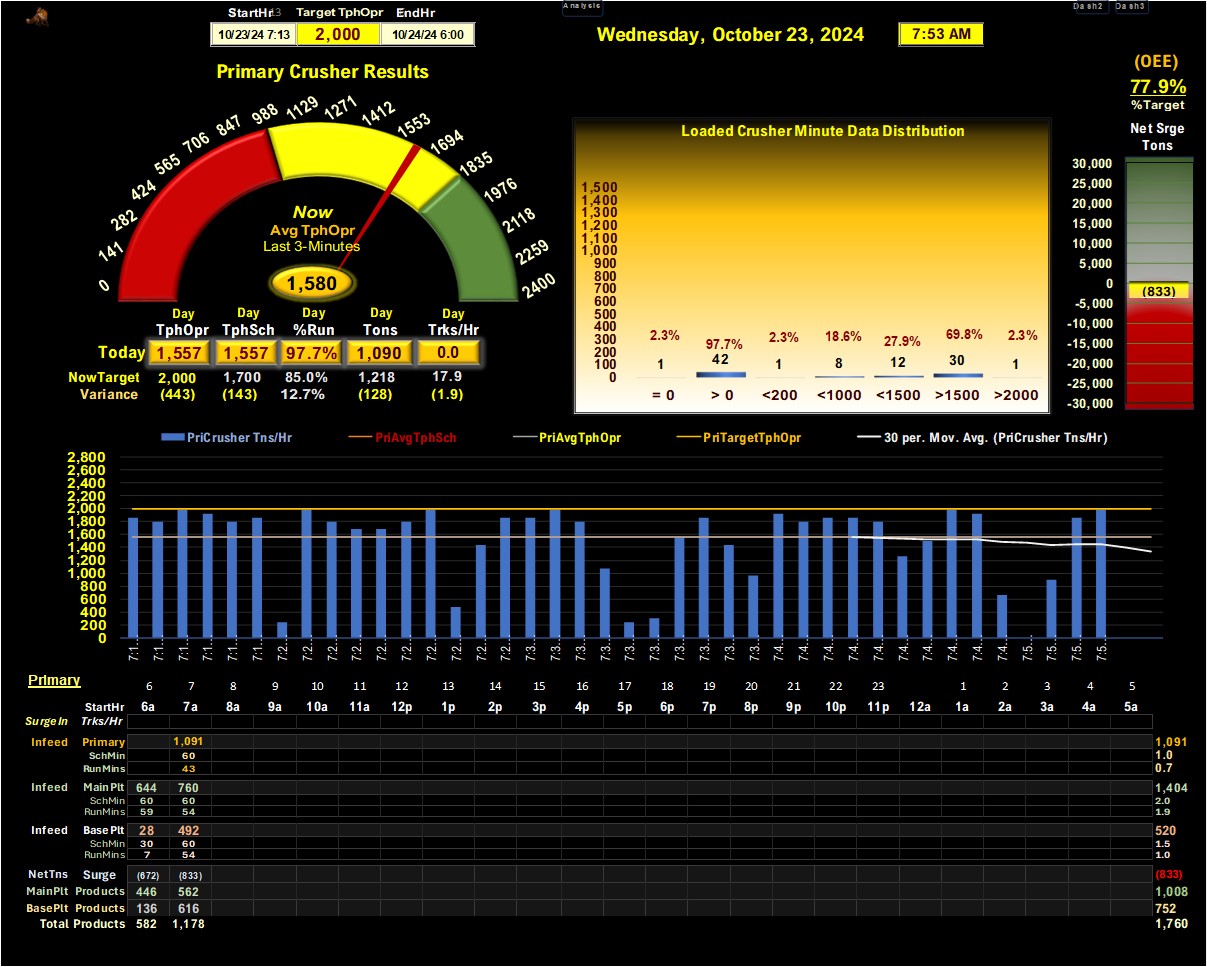 Analysis
Dash2 Dash3
StartHr Target TphOpr EndHr
10/23/24 7:13 2,000 10/24/24 6:00
Wednesday, October 23, 2024 7:53 AM
(OEE)
77.9%
%Target
Primary Crusher Results
0 141 282 424 565 706 847 988 1129 1271 1412 1553 1694 1835 1976 2118 2259 2400
Now
Avg TphOpr
Last 3-Minutes
1,580
Day Day Day Day Day
TphOpr TphSch %Run Tons Trks/Hr
Today 1,557 1,557 97.7% 1,090 0.0
NowTarget 2,000 1,700 85.0% 1,218 17.9
Variance (443) (143) 12.7% (128) (1.9)
Loaded Crusher Minute Data Distribution
1,500
1,400
1,300
1,200
1,100
1,000
900
800
700
600
500
400
300
200
100
0
2.3% 97.7% 2.3% 18.6% 27.9% 69.8% 2.3%
1 42 1 8 12 30 1
= 0 > 0 <200 <1000 <1500 >1500 >2000
Net Srge
Tons
30,000
25,000
20,000
15,000
10,000
5,000
0
(833)
-5,000
-10,000
-15,000
-20,000
-25,000
-30,000
PriCrusher Tns/Hr PriAvgTphSch PriAvgTphOpr PriTargetTphOpr 30 per. Mov. Avg. (PriCrusher Tns/Hr)
2,800
2,600
2,400
2,200
2,000
1,800
1,600
1,400
1,200
1,000
800
600
400
200
0
7:1.. 7:1.. 7:1.. 7:1.. 7:1.. 7:1.. 7:2.. 7:2.. 7:2.. 7:2.. 7:2.. 7:2.. 7:2.. 7:2.. 7:2.. 7:2.. 7:3.. 7:3.. 7:3.. 7:3.. 7:3.. 7:3.. 7:3.. 7:3.. 7:3.. 7:3.. 7:4.. 7:4.. 7:4.. 7:4.. 7:4.. 7:4.. 7:4.. 7:4.. 7:4.. 7:4.. 7:5.. 7:5.. 7:5.. 7:5..
Primary
6 7 8 9 10 11 12 13 14 15 16 17 18 19 20 21 22 23 1 2 3 4 5
StartHr 6a 7a 8a 9a 10a 11a 12p 1p 2p 3p 4p 5p 6p 7p 8p 9p 10p 11p 12a 1a 2a 3a 4a 5a
SurgeIn Trks/Hr
Infeed Primary 1,091 1,091
SchMin 60 1.0
RunMins 43 0.7
Infeed Main Plt 644 760 1,404
SchMin 60 60 2.0
RunMins 59 54 1.9
Infeed Base Plt 28 492 520
SchMin 30 60 1.5
RunMins 7 54 1.0
NetTns Surge (672) (833) (833)
MainPlt Products 446 562 1,008
BasePlt Products 136 616 752
Total Products 582 1,178 1,760